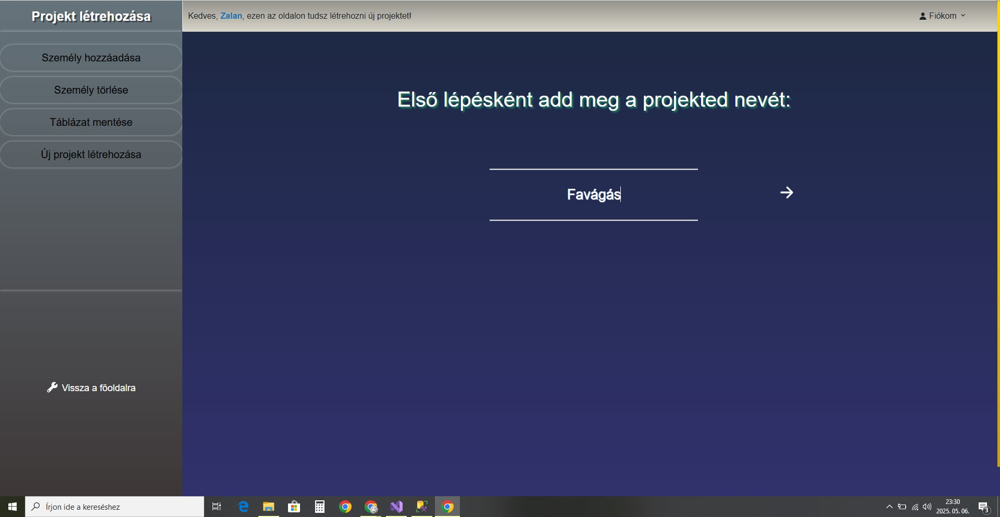 Projekt létrehozása
Kedves, Zalan, ezen az oldalon tudsz létrehozni új projektet!
Fiókom
Személy hozzáadása
Személy törlése
Táblázat mentése
Új projekt létrehozása
Első lépésként add meg a projekted nevét:
Favágás
Vissza a főoldalra
Írjon ide a kereséshez
23:30
2025. 05. 06.
3